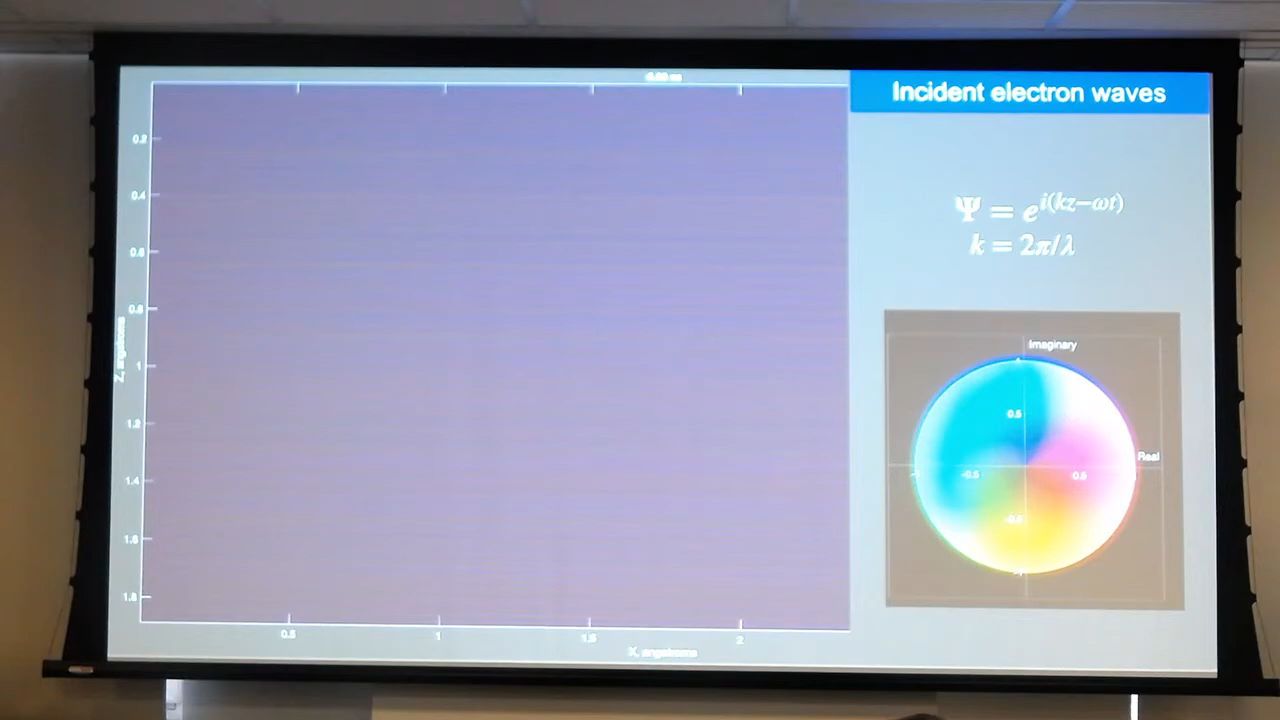 Incident electron waves
Ψ = e^{i(kz−ωt)}
k = 2π/λ
0.2
0.4
0.6
0.8
1
1.2
1.4
1.6
1.8
Z, angstroms
0.5
1
1.5
2
X, angstroms
Imaginary
0.5
Real
-0.5
0.5
-0.5
-1